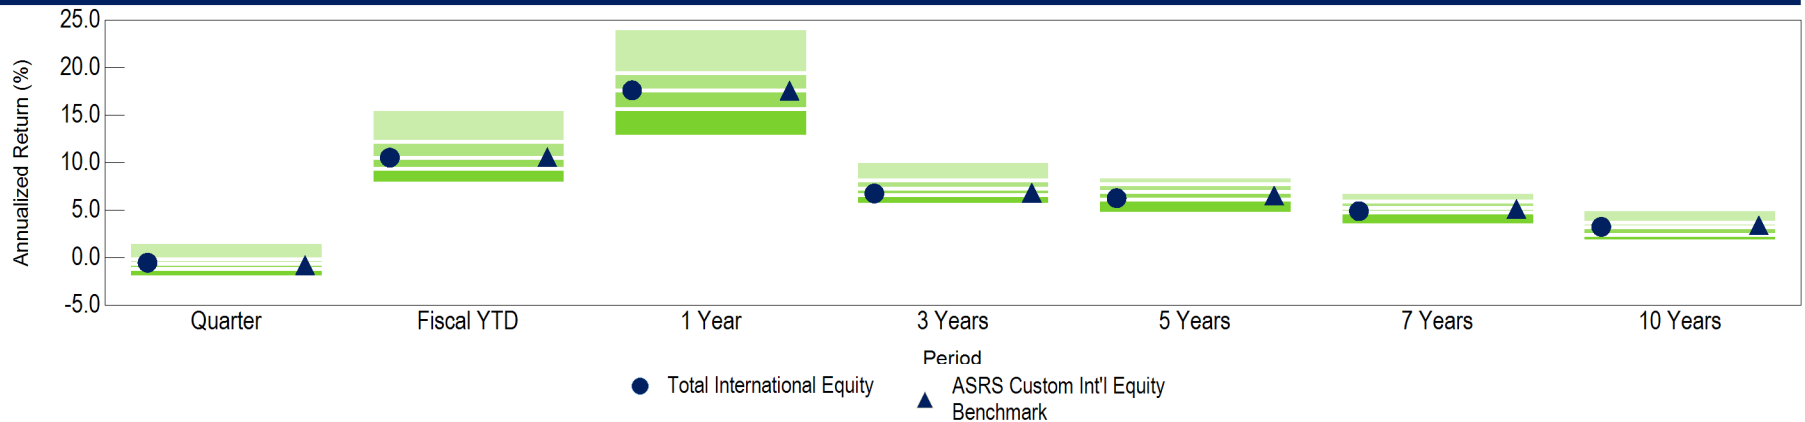 25.0
20.0
15.0
10.0
5.0
0.0
-5.0
Annualized Return (%)
Quarter Fiscal YTD 1 Year 3 Years 5 Years 7 Years 10 Years
Period
Total International Equity
ASRS Custom Int'l Equity
Benchmark